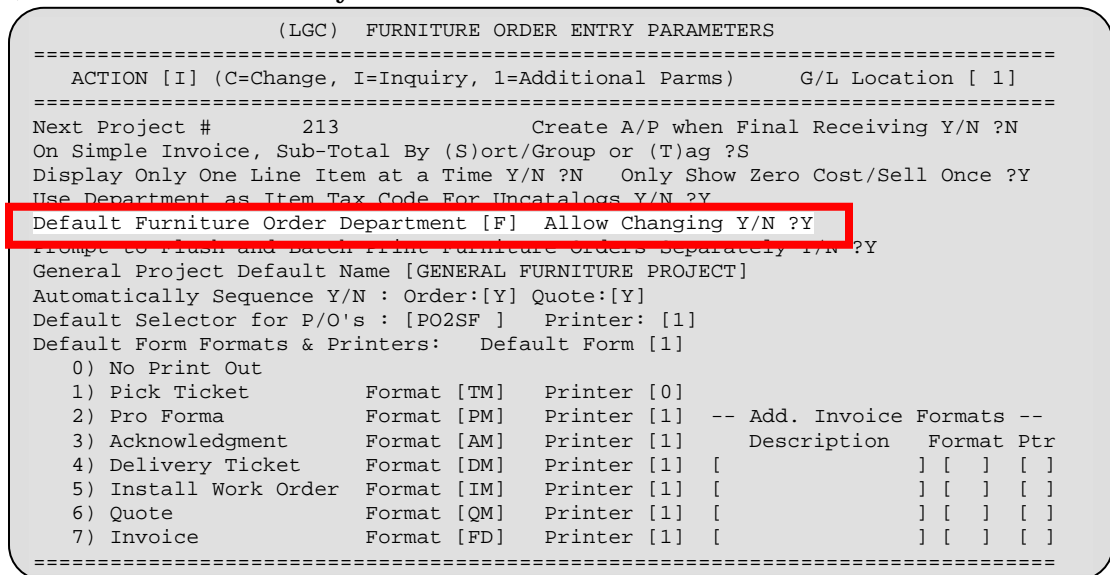 (LGC) FURNITURE ORDER ENTRY PARAMETERS
================================================================================
ACTION [I] (C=Change, I=Inquiry, 1=Additional Parms) G/L Location [ 1]
================================================================================
Next Project # 213 Create A/P when Final Receiving Y/N ?N
On Simple Invoice, Sub-Total By (S)ort/Group or (T)ag ?S
Display Only One Line Item at a Time Y/N ?N Only Show Zero Cost/Sell Once ?Y
Use Department as Item Tax Code For Uncatalogs Y/N ?Y
Default Furniture Order Department [F] Allow Changing Y/N ?Y
Prompt to Flush and Batch Print Furniture Orders Separately Y/N ?Y
General Project Default Name [GENERAL FURNITURE PROJECT]
Automatically Sequence Y/N : Order:[Y] Quote:[Y]
Default Selector for P/O's : [PO2SF ] Printer: [1]
Default Form Formats & Printers: Default Form [1]
0) No Print Out
1) Pick Ticket Format [TM] Printer [0]
2) Pro Forma Format [PM] Printer [1] -- Add. Invoice Formats --
3) Acknowledgment Format [AM] Printer [1] Description Format Ptr
4) Delivery Ticket Format [DM] Printer [1] [ ] [ ] [ ]
5) Install Work Order Format [IM] Printer [1] [ ] [ ] [ ]
6) Quote Format [QM] Printer [1] [ ] [ ] [ ]
7) Invoice Format [FD] Printer [1] [ ] [ ] [ ]
================================================================================